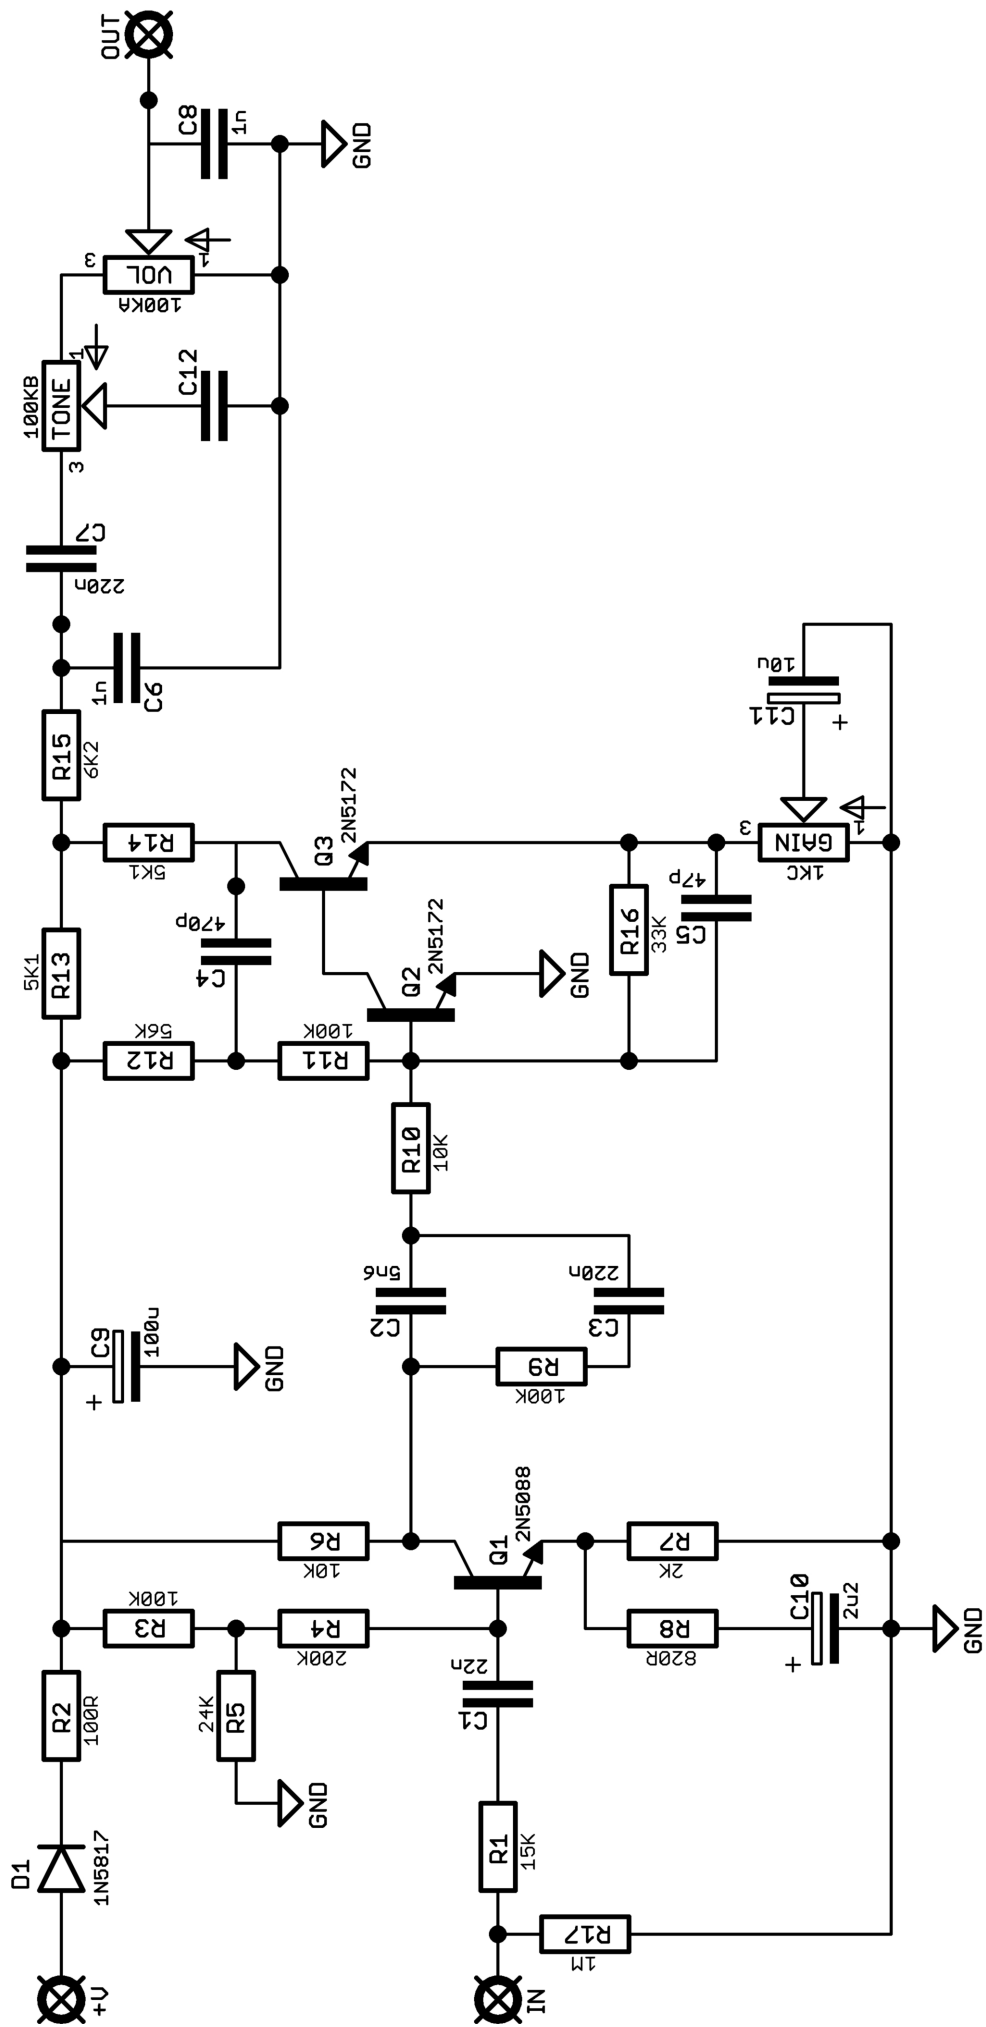 OUT
C8
1n
GND
3
VOL
1
100KA
1
100KB
TONE
3
C12
C7
220n
1n
C6
R15
6K2
10u
C11
+
R14
5K1
Q3
2N5172
3
GAIN
1
1KC
5K1
R13
470p
C4
Q2
2N5172
GND
R16
33K
47p
C5
56K
R12
100K
R11
R10
10K
5n6
C2
220n
C3
C9
100u
+
GND
R9
100K
R6
10K
Q1
2N5088
R7
2K
100K
R3
R4
200K
R8
820R
C10
2u2
+
GND
R2
100R
24K
R5
GND
22n
C1
D1
1N5817
R1
15K
R17
1M
+V
IN